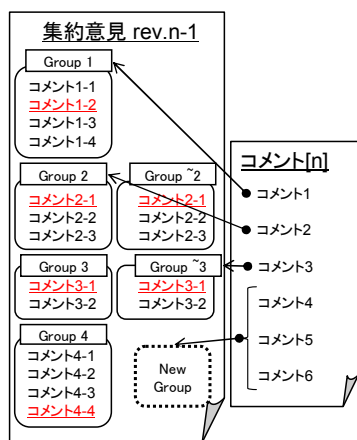 集約意見 rev.n-1
Group 1
コメント1-1
コメント1-2
コメント1-3
コメント1-4
Group 2
コメント2-1
コメント2-2
コメント2-3
Group ~2
コメント2-1
コメント2-2
コメント2-3
Group 3
コメント3-1
コメント3-2
Group ~3
コメント3-1
コメント3-2
Group 4
コメント4-1
コメント4-2
コメント4-3
コメント4-4
New
Group
コメント[n]
コメント1
コメント2
コメント3
コメント4
コメント5
コメント6